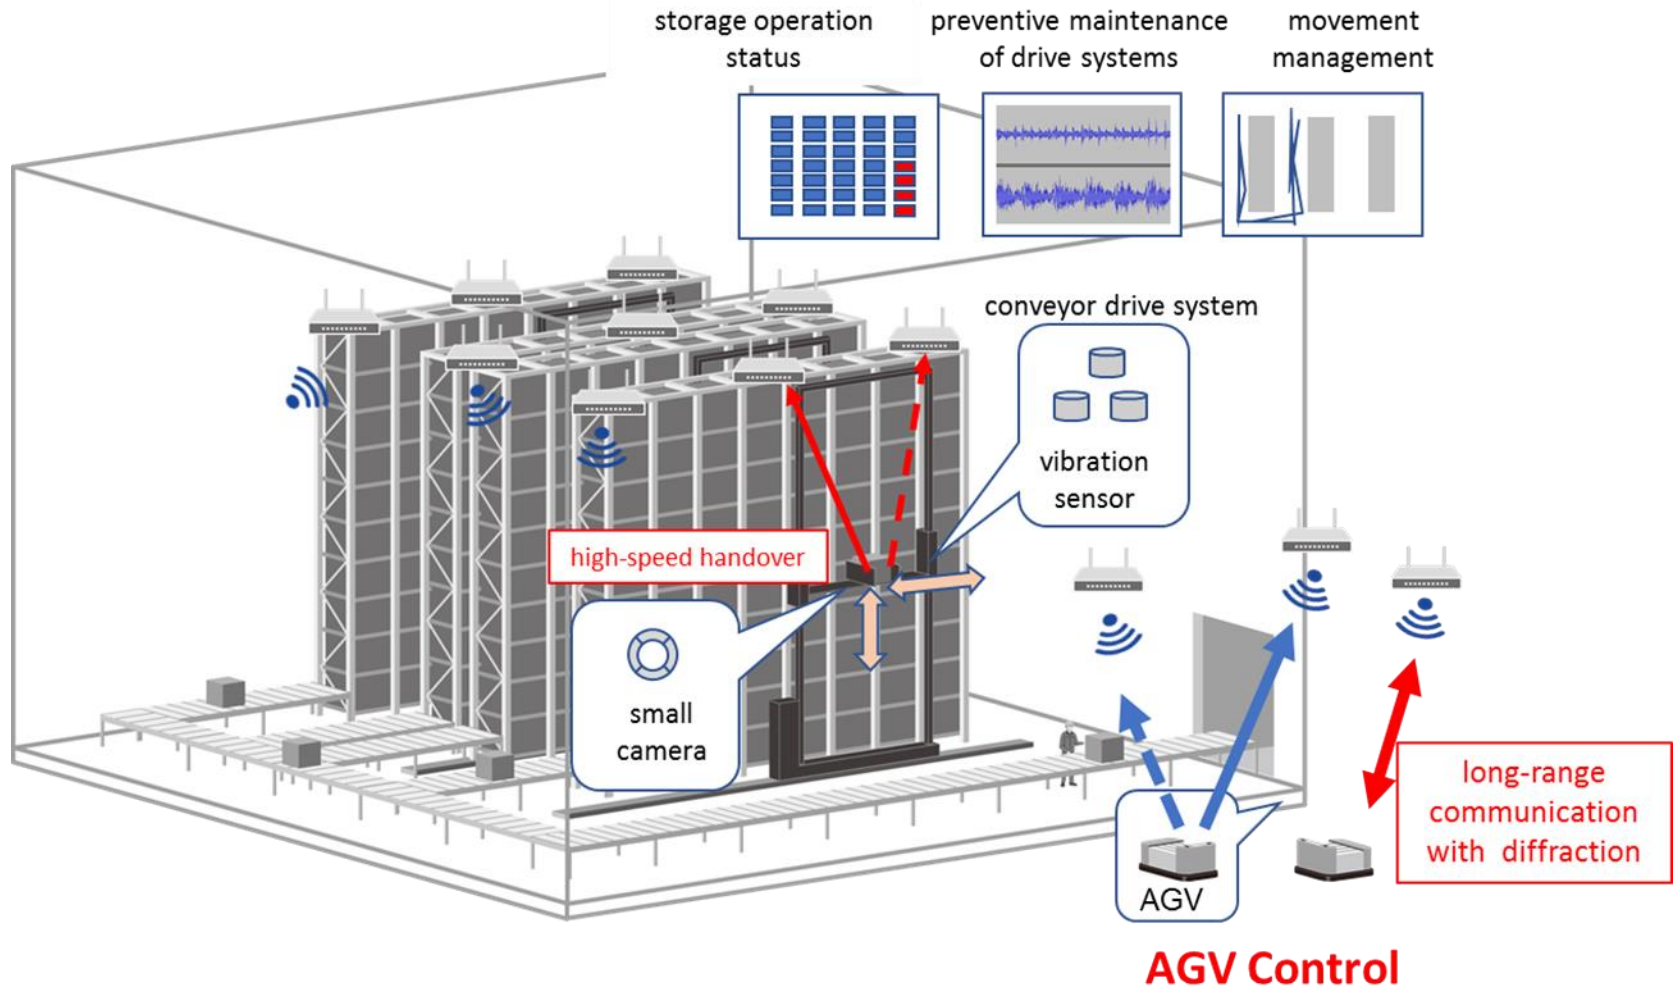 storage operation
status
preventive maintenance
of drive systems
movement
management
conveyor drive system
vibration
sensor
high-speed handover
small
camera
long-range
communication
with diffraction
AGV
AGV Control